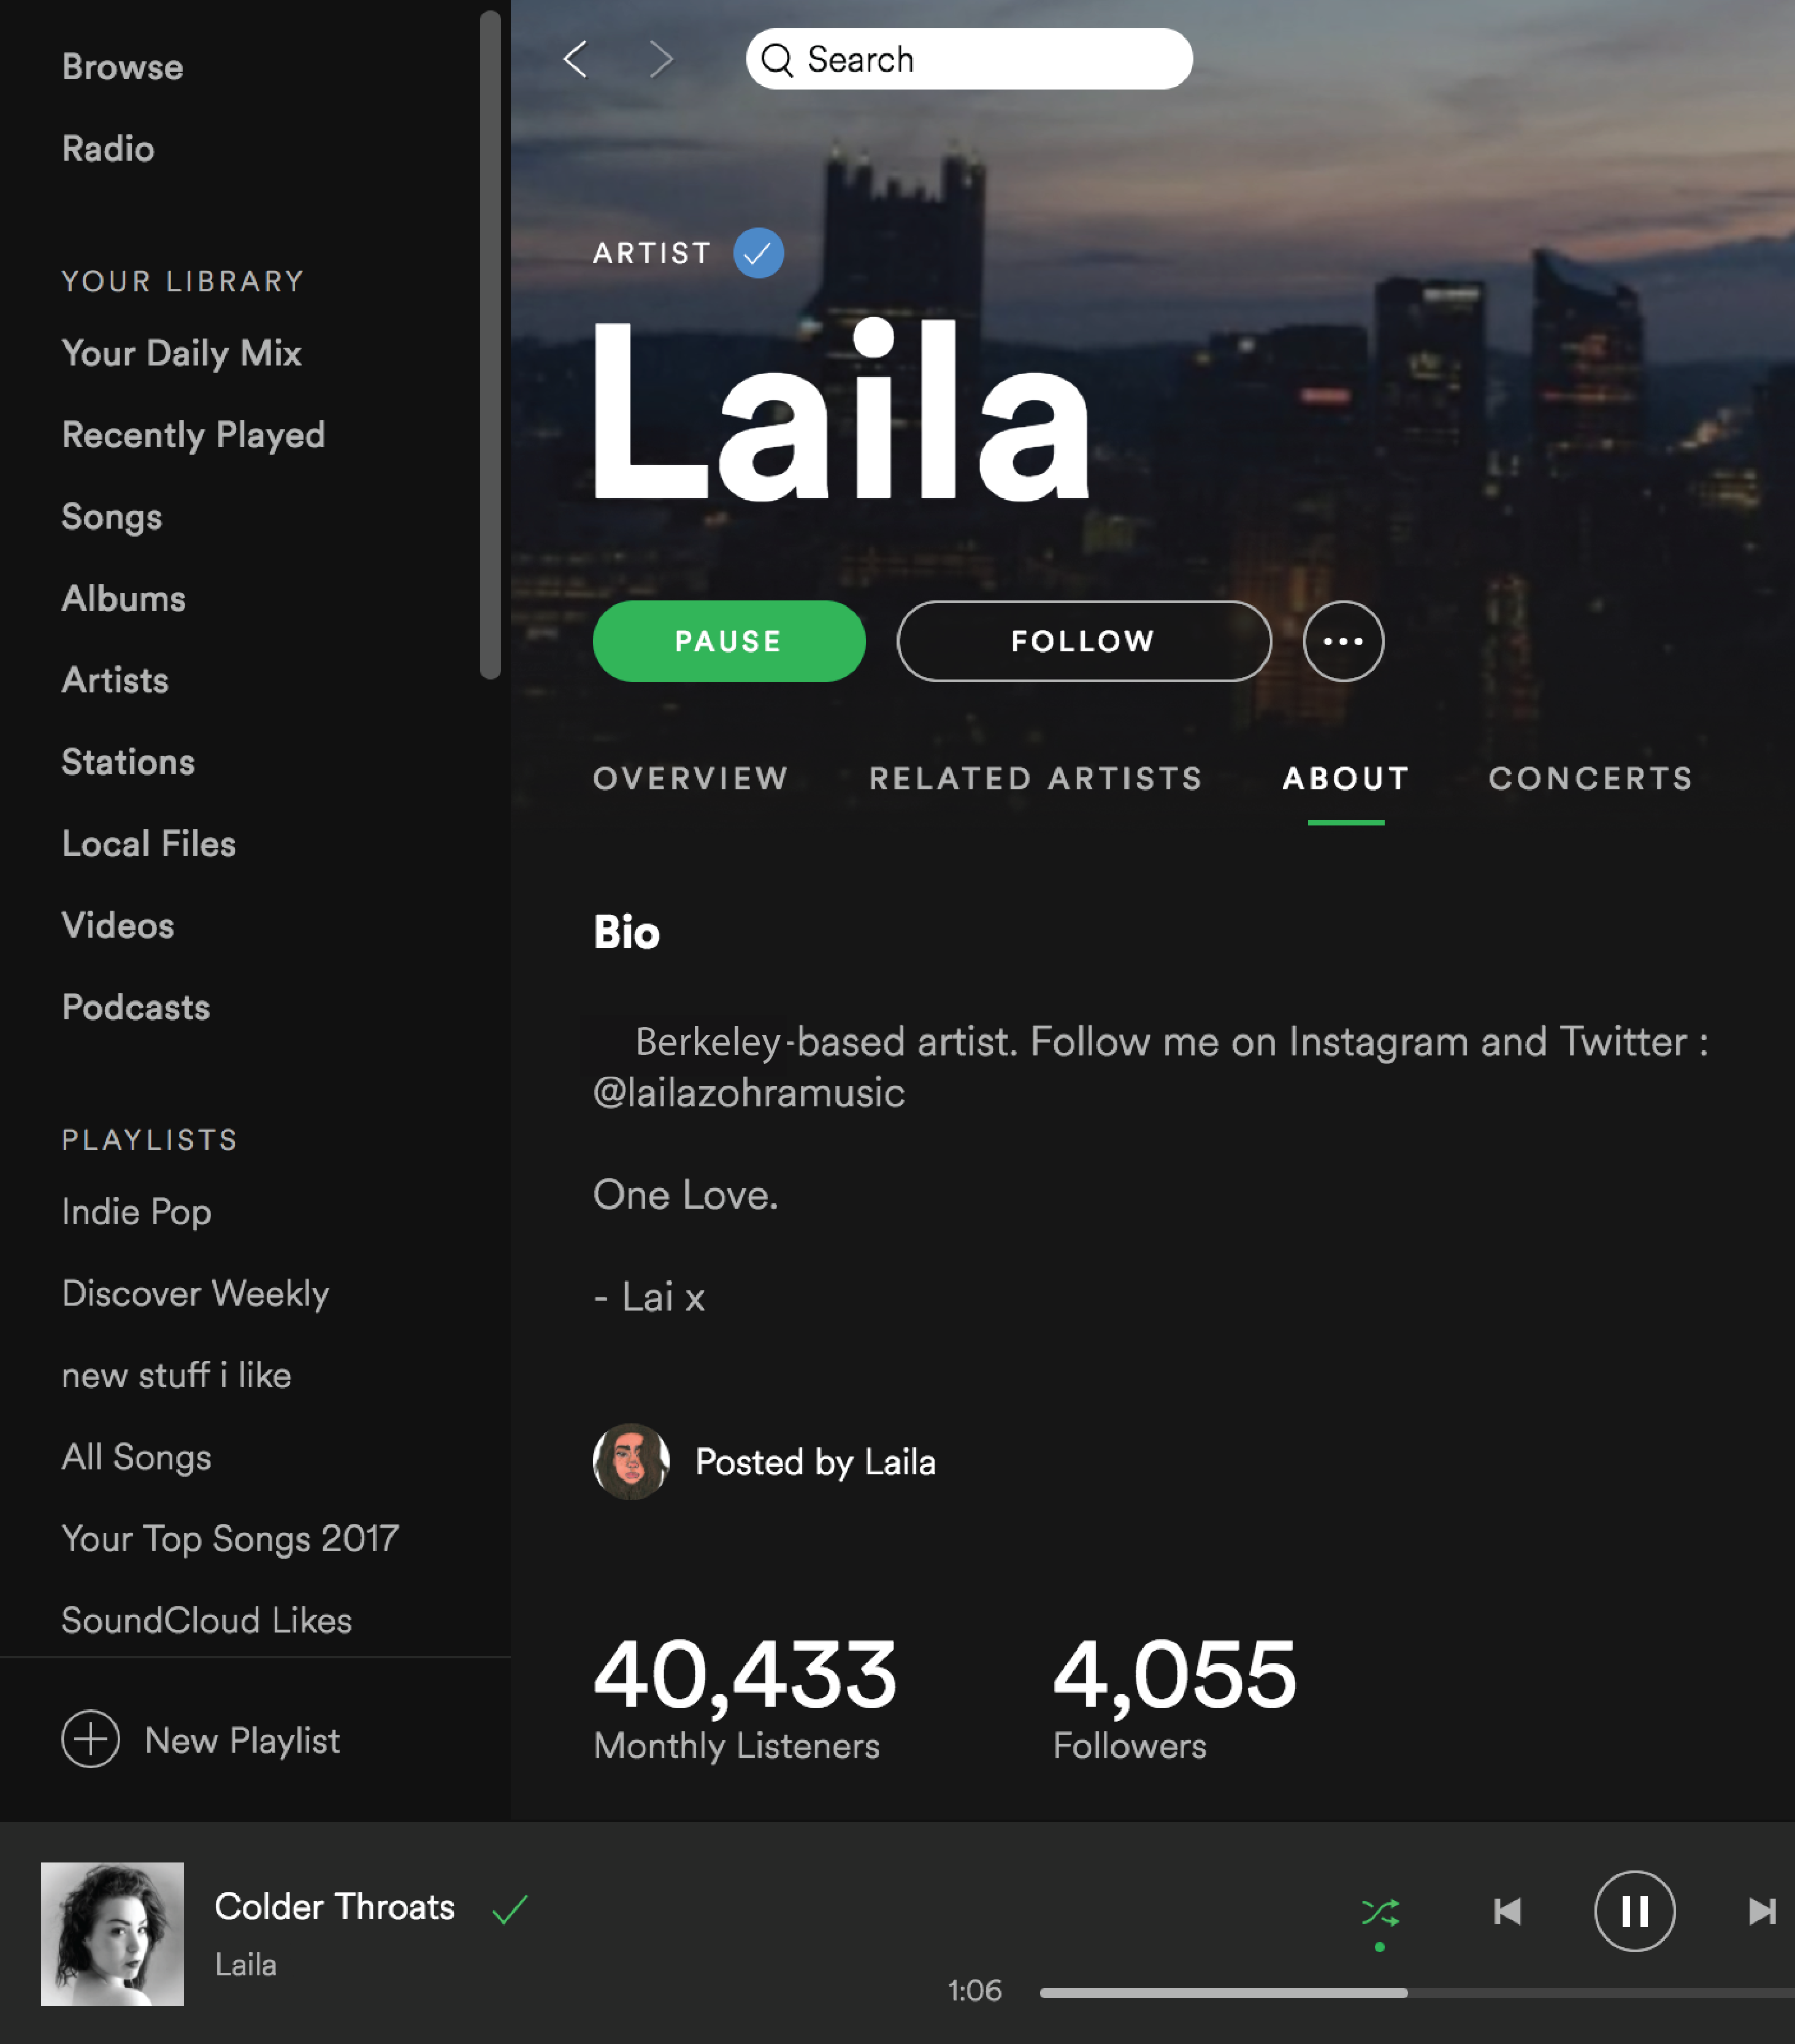 Browse
Radio
YOUR LIBRARY
Your Daily Mix
Recently Played
Songs
Albums
Artists
Stations
Local Files
Videos
Podcasts
PLAYLISTS
Indie Pop
Discover Weekly
new stuff i like
All Songs
Your Top Songs 2017
SoundCloud Likes
New Playlist
Search
ARTIST
Laila
PAUSE
FOLLOW
OVERVIEW
RELATED ARTISTS
ABOUT
CONCERTS
Bio
Berkeley-based artist. Follow me on Instagram and Twitter :
@lailazohramusic
One Love.
- Lai x
Posted by Laila
40,433
Monthly Listeners
4,055
Followers
Colder Throats
Laila
1:06